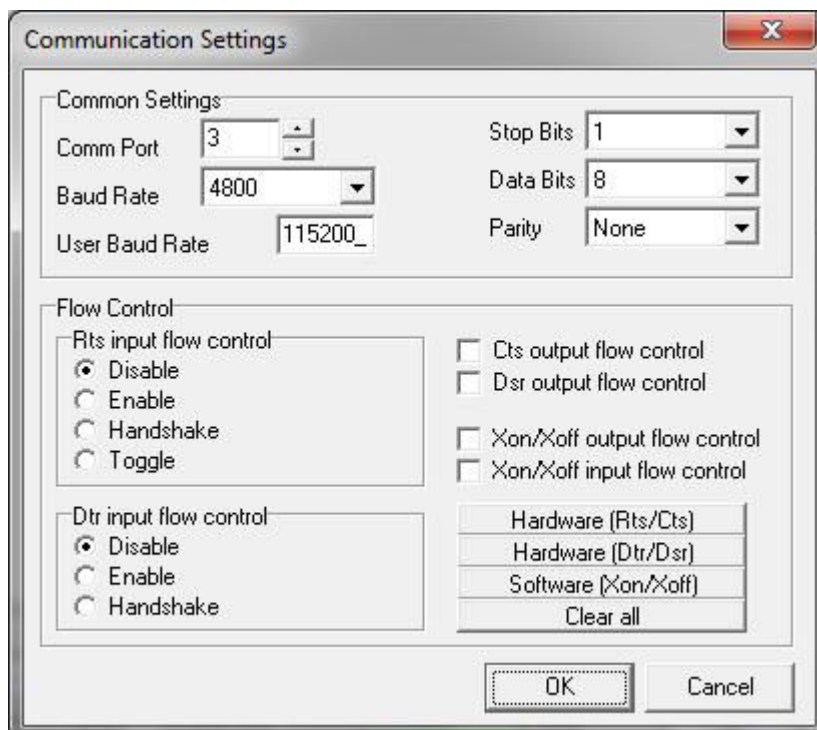 Communication Settings
x
Common Settings
Comm Port 3
Baud Rate 4800
User Baud Rate 115200_
Stop Bits 1
Data Bits 8
Parity None
Flow Control
Rts input flow control
Disable
Enable
Handshake
Toggle
Cts output flow control
Dsr output flow control
Xon/Xoff output flow control
Xon/Xoff input flow control
Dtr input flow control
Disable
Enable
Handshake
Hardware (Rts/Cts)
Hardware (Dtr/Dsr)
Software (Xon/Xoff)
Clear all
OK
Cancel